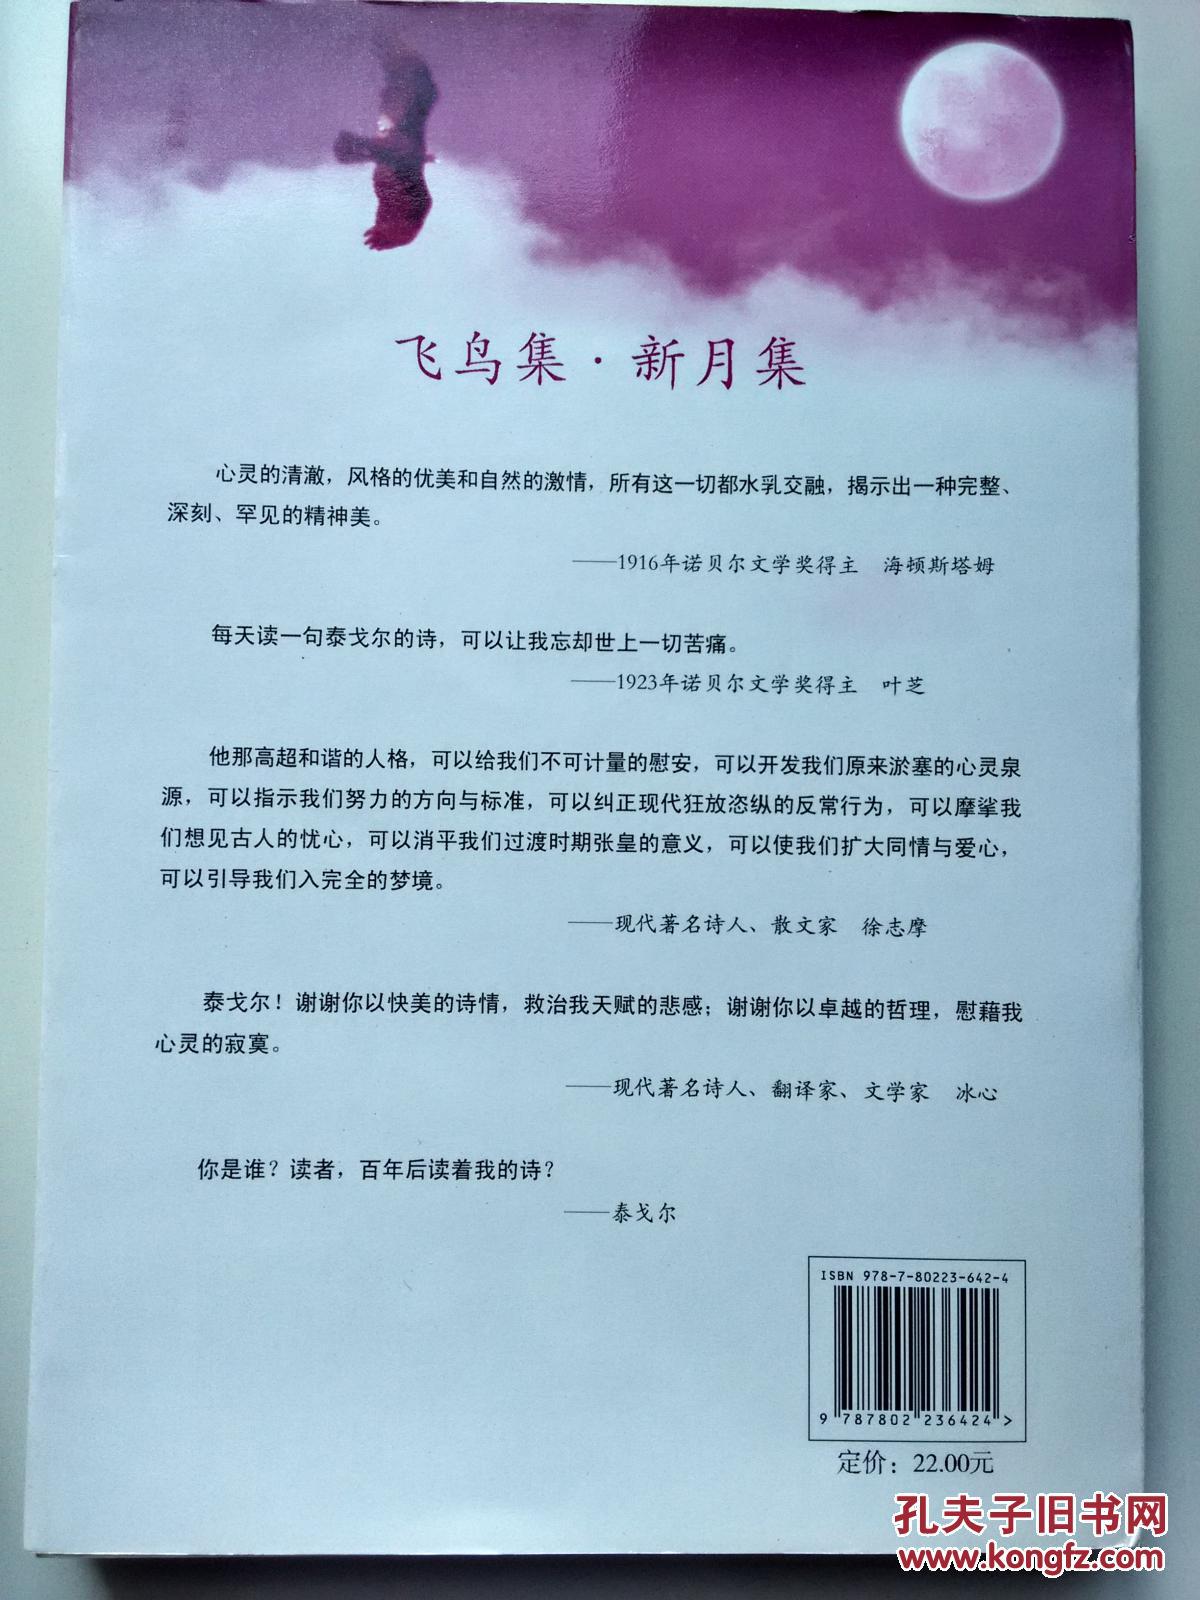 飞鸟集·新月集
心灵的清澈，风格的优美和自然的激情，所有这一切都水乳交融，揭示出一种完整、
深刻、罕见的精神美。
——1916年诺贝尔文学奖得主 海顿斯塔姆
每天读一句泰戈尔的诗，可以让我忘却世上一切苦痛。
——1923年诺贝尔文学奖得主 叶芝
他那高超和谐的人格，可以给我们不可计量的慰安，可以开发我们原来淤塞的心灵泉
源，可以指示我们努力的方向与标准，可以纠正现代狂放恣纵的反常行为，可以摩挲我
们想见古人的忧心，可以消平我们过渡时期张皇的意义，可以使我们扩大同情与爱心，
可以引导我们入完全的梦境。
——现代著名诗人、散文家 徐志摩
泰戈尔！谢谢你以快美的诗情，救治我天赋的悲感；谢谢你以卓越的哲理，慰藉我
心灵的寂寞。
——现代著名诗人、翻译家、文学家 冰心
你是谁？读者，百年后读着我的诗？
——泰戈尔
ISBN 978-7-80223-642-4
9 787802 236424 >
定价：22.00元
孔夫子旧书网
www.kongfz.com